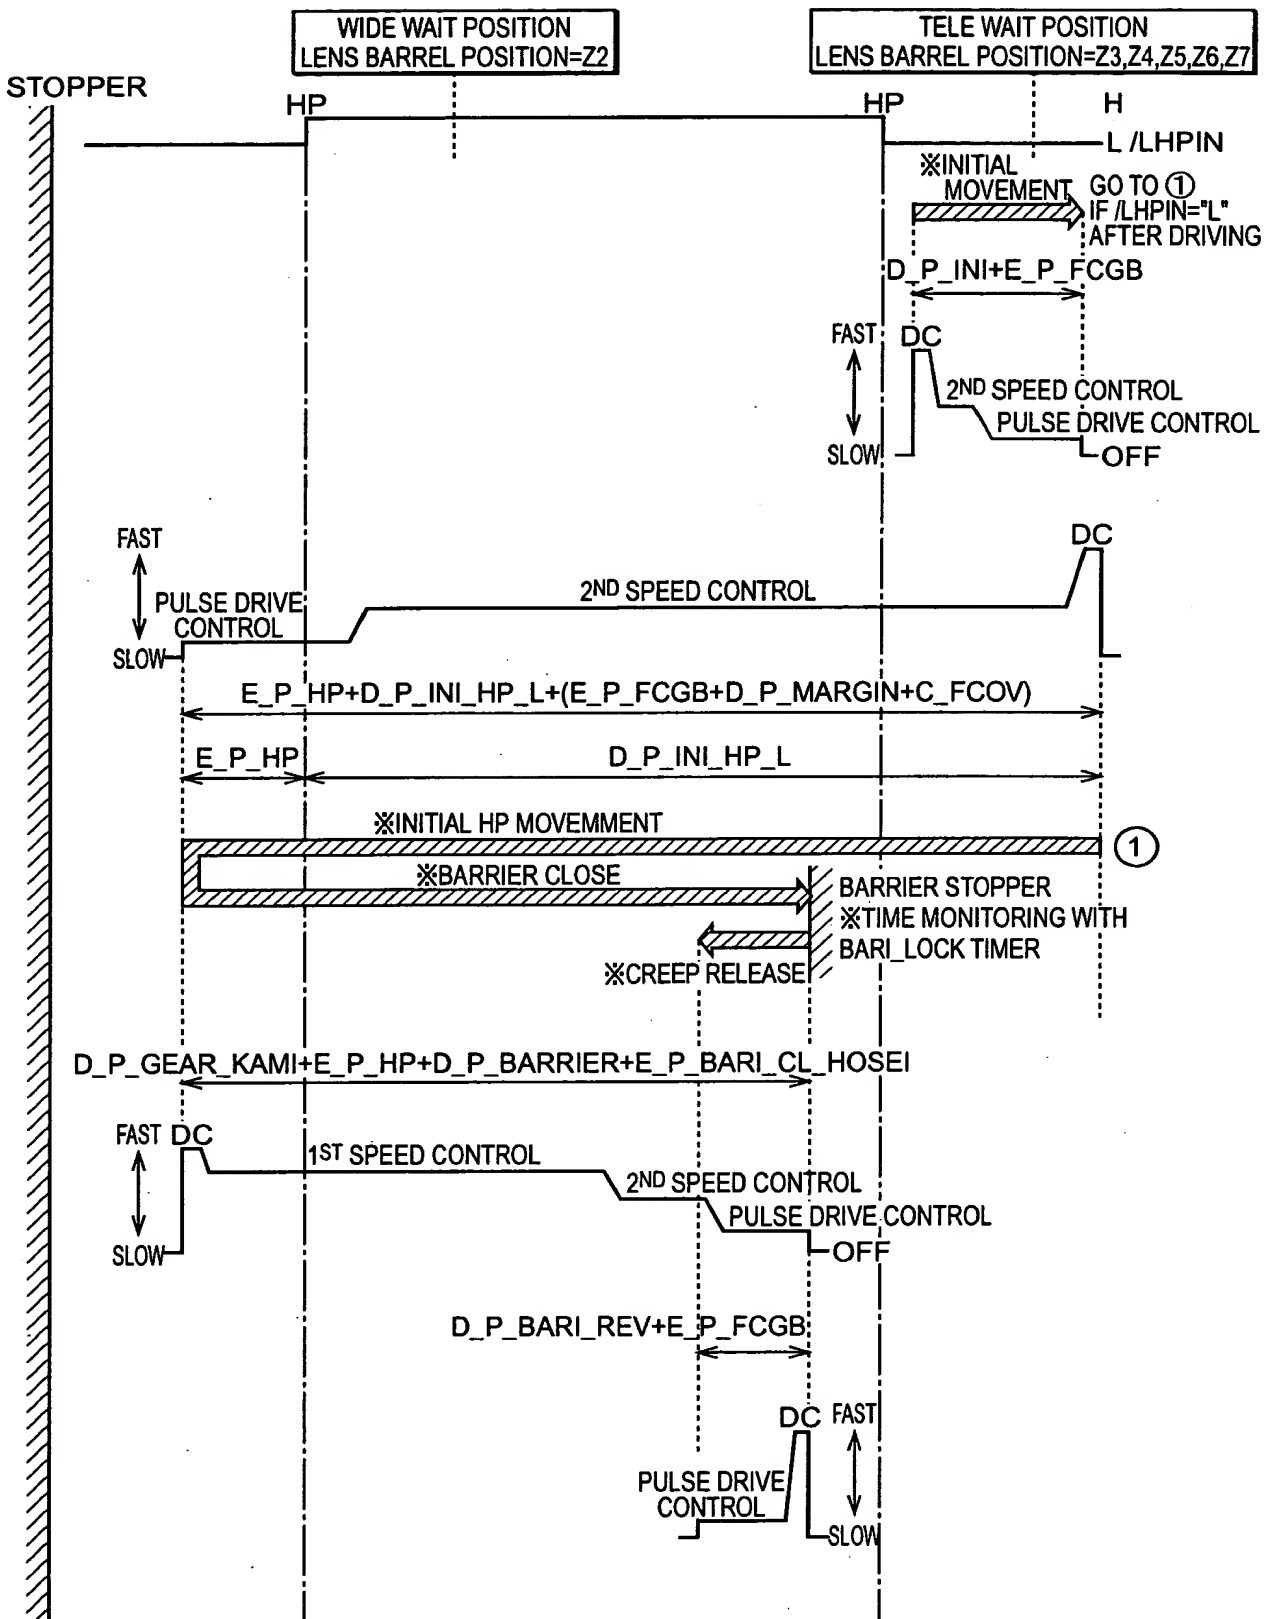 WIDE WAIT POSITION
LENS BARREL POSITION=Z2
TELE WAIT POSITION
LENS BARREL POSITION=Z3,Z4,Z5,Z6,Z7
STOPPER
HP
HP
H
L /LHPIN
※INITIAL
MOVEMENT
GO TO ①
IF /LHPIN="L"
AFTER DRIVING
D_P_INI+E_P_FCGB
FAST
DC
2ND SPEED CONTROL
PULSE DRIVE CONTROL
SLOW
OFF
FAST
DC
2ND SPEED CONTROL
PULSE DRIVE
CONTROL
SLOW
E_P_HP+D_P_INI_HP_L+(E_P_FCGB+D_P_MARGIN+C_FCOV)
E_P_HP
D_P_INI_HP_L
※INITIAL HP MOVEMMENT
①
※BARRIER CLOSE
BARRIER STOPPER
※TIME MONITORING WITH
BARI_LOCK TIMER
※CREEP RELEASE
D_P_GEAR_KAMI+E_P_HP+D_P_BARRIER+E_P_BARI_CL_HOSEI
FAST
DC
1ST SPEED CONTROL
2ND SPEED CONTROL
PULSE DRIVE CONTROL
SLOW
OFF
D_P_BARI_REV+E_P_FCGB
DC
FAST
PULSE DRIVE
CONTROL
SLOW